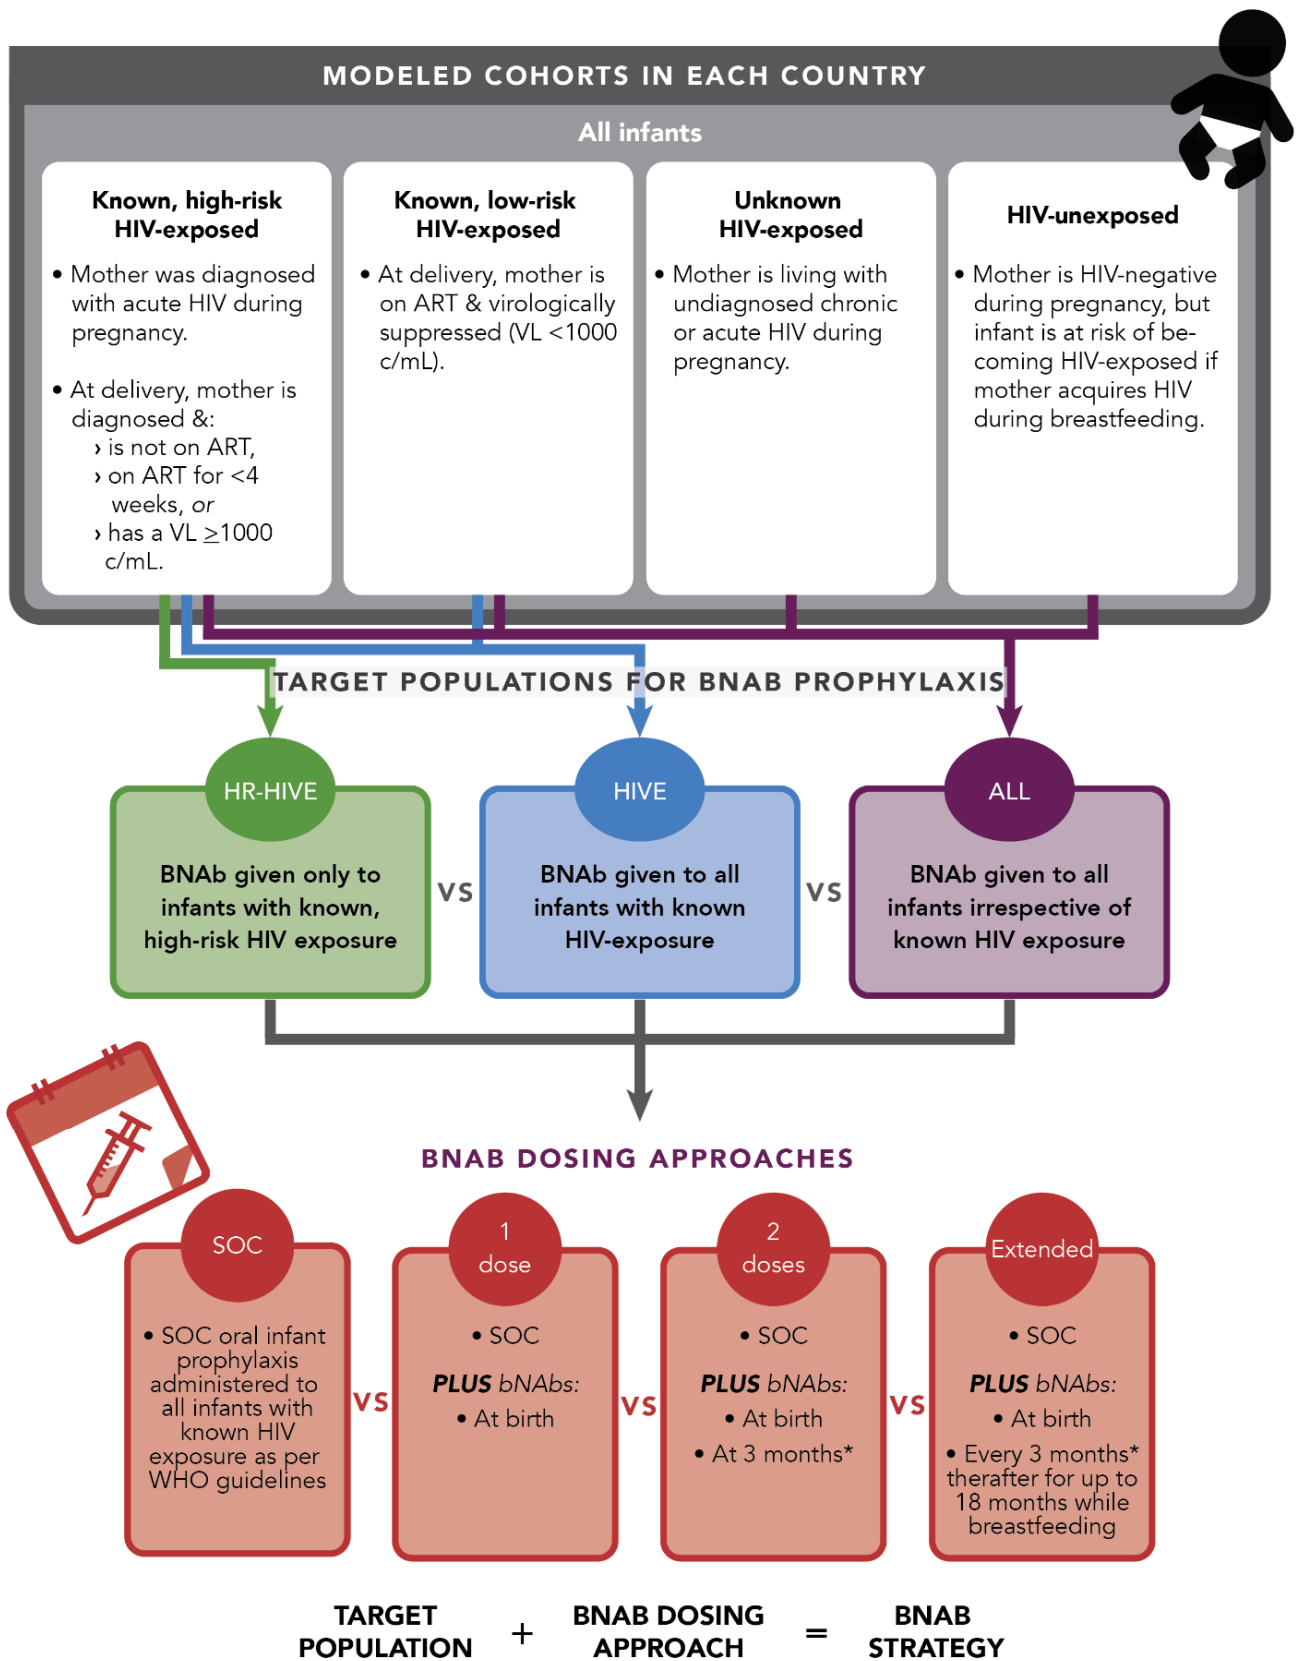 MODELED COHORTS IN EACH COUNTRY
All infants
Known, high-risk
HIV-exposed
• Mother was diagnosed
with acute HIV during
pregnancy.
• At delivery, mother is
diagnosed &:
› is not on ART,
› on ART for <4
weeks, or
› has a VL ≥1000
c/mL.
Known, low-risk
HIV-exposed
• At delivery, mother is
on ART & virologically
suppressed (VL <1000
c/mL).
Unknown
HIV-exposed
• Mother is living with
undiagnosed chronic
or acute HIV during
pregnancy.
HIV-unexposed
• Mother is HIV-negative
during pregnancy, but
infant is at risk of be-
coming HIV-exposed if
mother acquires HIV
during breastfeeding.
TARGET POPULATIONS FOR BNAB PROPHYLAXIS
HR-HIVE
BNAb given only to
infants with known,
high-risk HIV exposure
VS
HIVE
BNAb given to all
infants with known
HIV-exposure
VS
ALL
BNAb given to all
infants irrespective of
known HIV exposure
BNAB DOSING APPROACHES
SOC
• SOC oral infant
prophylaxis
administered to
all infants with
known HIV
exposure as per
WHO guidelines
VS
1
dose
• SOC
PLUS bNAbs:
• At birth
VS
2
doses
• SOC
PLUS bNAbs:
• At birth
• At 3 months*
VS
Extended
• SOC
PLUS bNAbs:
• At birth
• Every 3 months*
therafter for up to
18 months while
breastfeeding
TARGET
POPULATION
+
BNAB DOSING
APPROACH
=
BNAB
STRATEGY